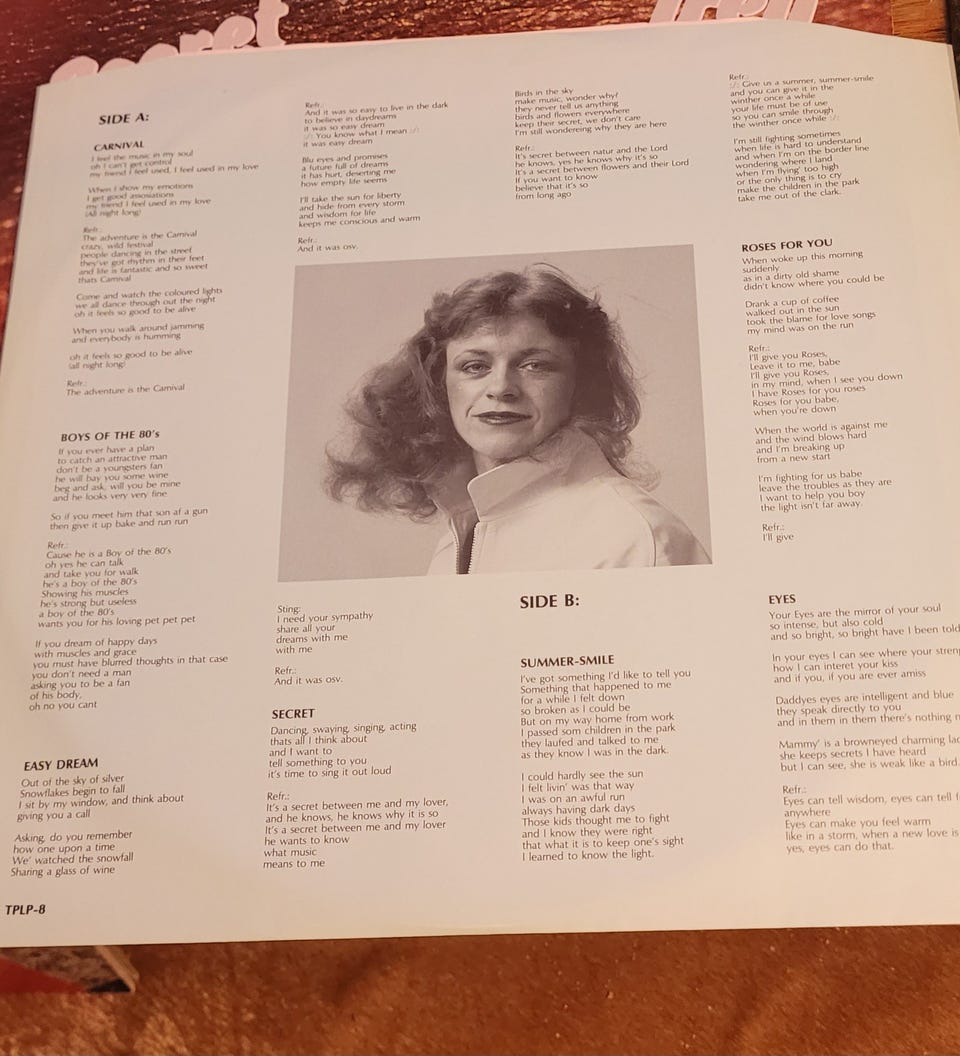 Secret
SIDE A:
CARNIVAL
I feel the music in my soul
oh I can't get control
my friend I feel used, I feel used in my love
When I show my emotions
I get good assosiations
my friend I feel used in my love
(All night long)
Refr.:
The adventure is the Carnival
crazy, wild festival
people dancing in the street
they've got rhythm in their feet
and life is fantastic and so sweet
thats Carnival
Come and watch the coloured lights
we all dance through out the night
oh it feels so good to be alive
When you walk around jamming
and everybody is humming
oh it feels so good to be alive
(all night long)
Refr.:
The adventure is the Carnival
BOYS OF THE 80's
If you ever have a plan
to catch an attractive man
don't be a youngsters fan
he will buy you some wine
beg and ask, will you be mine
and he looks very very fine
So if you meet him that son af a gun
then give it up bake and run run
Refr.:
Cause he is a Boy of the 80's
oh yes he can talk
and take you for walk
he's a boy of the 80's
Showing his muscles
he's strong but useless
a boy of the 80's
wants you for his loving pet pet pet
If you dream of happy days
with muscles and grace
you must have blurred thoughts in that case
you don't need a man
asking you to be a fan
of his body,
oh no you cant
EASY DREAM
Out of the sky of silver
Snowflakes begin to fall
I sit by my window, and think about
giving you a call
Asking, do you remember
how one upon a time
We' watched the snowfall
Sharing a glass of wine
TPLP-8
Refr.:
And it was so easy to live in the dark
to believe in daydreams
it was so easy dream
:/: You know what I mean :/:
it was easy dream
Blu eyes and promises
a future full of dreams
it has hurt, deserting me
how empty life seems
I'll take the sun for liberty
and hide from every storm
and wisdom for life
keeps me conscious and warm
Refr.:
And it was osv.
Sting:
I need your sympathy
share all your
dreams with me
with me
Refr.:
And it was osv.
SECRET
Dancing, swaying, singing, acting
thats all I think about
and I want to
tell something to you
it's time to sing it out loud
Refr.:
It's a secret between me and my lover,
and he knows, he knows why it is so
It's a secret between me and my lover
he wants to know
what music
means to me
Birds in the sky
make music, wonder why?
they never tell us anything
birds and flowers everywhere
keep their secret, we don't care
I'm still wondereing why they are here
Refr.:
It's secret between natur and the Lord
he knows, yes he knows why it's so
It's a secret between flowers and their Lord
If you want to know
believe that it's so
from long ago
SIDE B:
SUMMER-SMILE
I've got something I'd like to tell you
Something that happened to me
for a while I felt down
so broken as I could be
But on my way home from work
I passed som children in the park
they laufed and talked to me
as they know I was in the dark.
I could hardly see the sun
I felt livin' was that way
I was on an awful run
always having dark days
Those kids thought me to fight
and I know they were right
that what it is to keep one's sight
I learned to know the light.
Refr.:
:/: Give us a summer, summer-smile
and you can give it in the
winther once a while
your life must be of use
so you can smile through
the winther once while :/:
I'm still fighting sometimes
when life is hard to understand
and when I'm on the border line
wondering where I land
when I'm flying' too high
or the only thing is to cry
make the children in the park
take me out of the clark.
ROSES FOR YOU
When woke up this morning
suddenly
as in a dirty old shame
didn't know where you could be
Drank a cup of coffee
walked out in the sun
took the blame for love songs
my mind was on the run
Refr.:
I'll give you Roses,
Leave it to me, babe
I'll give you Roses,
in my mind, when I see you down
I have Roses for you roses
Roses for you babe,
when you're down
When the world is against me
and the wind blows hard
and I'm breaking up
from a new start
I'm fighting for us babe
leave the troubles as they are
I want to help you boy
the light isn't far away.
Refr.:
I'll give
EYES
Your Eyes are the mirror of your soul
so intense, but also cold
and so bright, so bright have I been told
In your eyes I can see where your
how I can interet your kiss
and if you, if you ever amiss
Daddyes eyes are intelligent and blue
they speak directly to you
and in them in them there's nothing
Mammy' is a browneyed charming
she keeps secrets I have heard
but I can see, she is weak like a bird.
Refr.:
Eyes can tell wisdom, eyes can tell
anywhere
Eyes can make you feel warm
like in a storm, when a new love is
yes, eyes can do that.